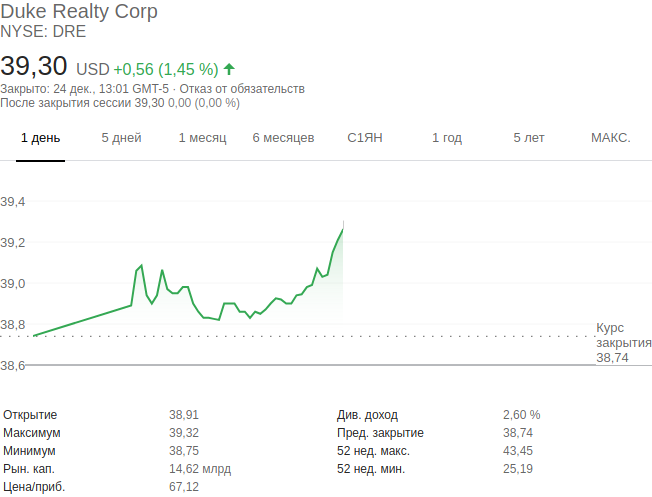 Duke Realty Corp
NYSE: DRE
39,30 USD +0,56 (1,45 %)
Закрыто: 24 дек., 13:01 GMT-5 · Отказ от обязательств
После закрытия сессии 39,30 0,00 (0,00 %)
1 день 5 дней 1 месяц 6 месяцев С1ЯН 1 год 5 лет МАКС.
39,4
39,2
39,0
38,8
38,6
Курс
закрытия
38,74
Открытие 38,91 Див. доход 2,60 %
Максимум 39,32 Пред. закрытие 38,74
Минимум 38,75 52 нед. макс. 43,45
Рын. кап. 14,62 млрд 52 нед. мин. 25,19
Цена/приб. 67,12